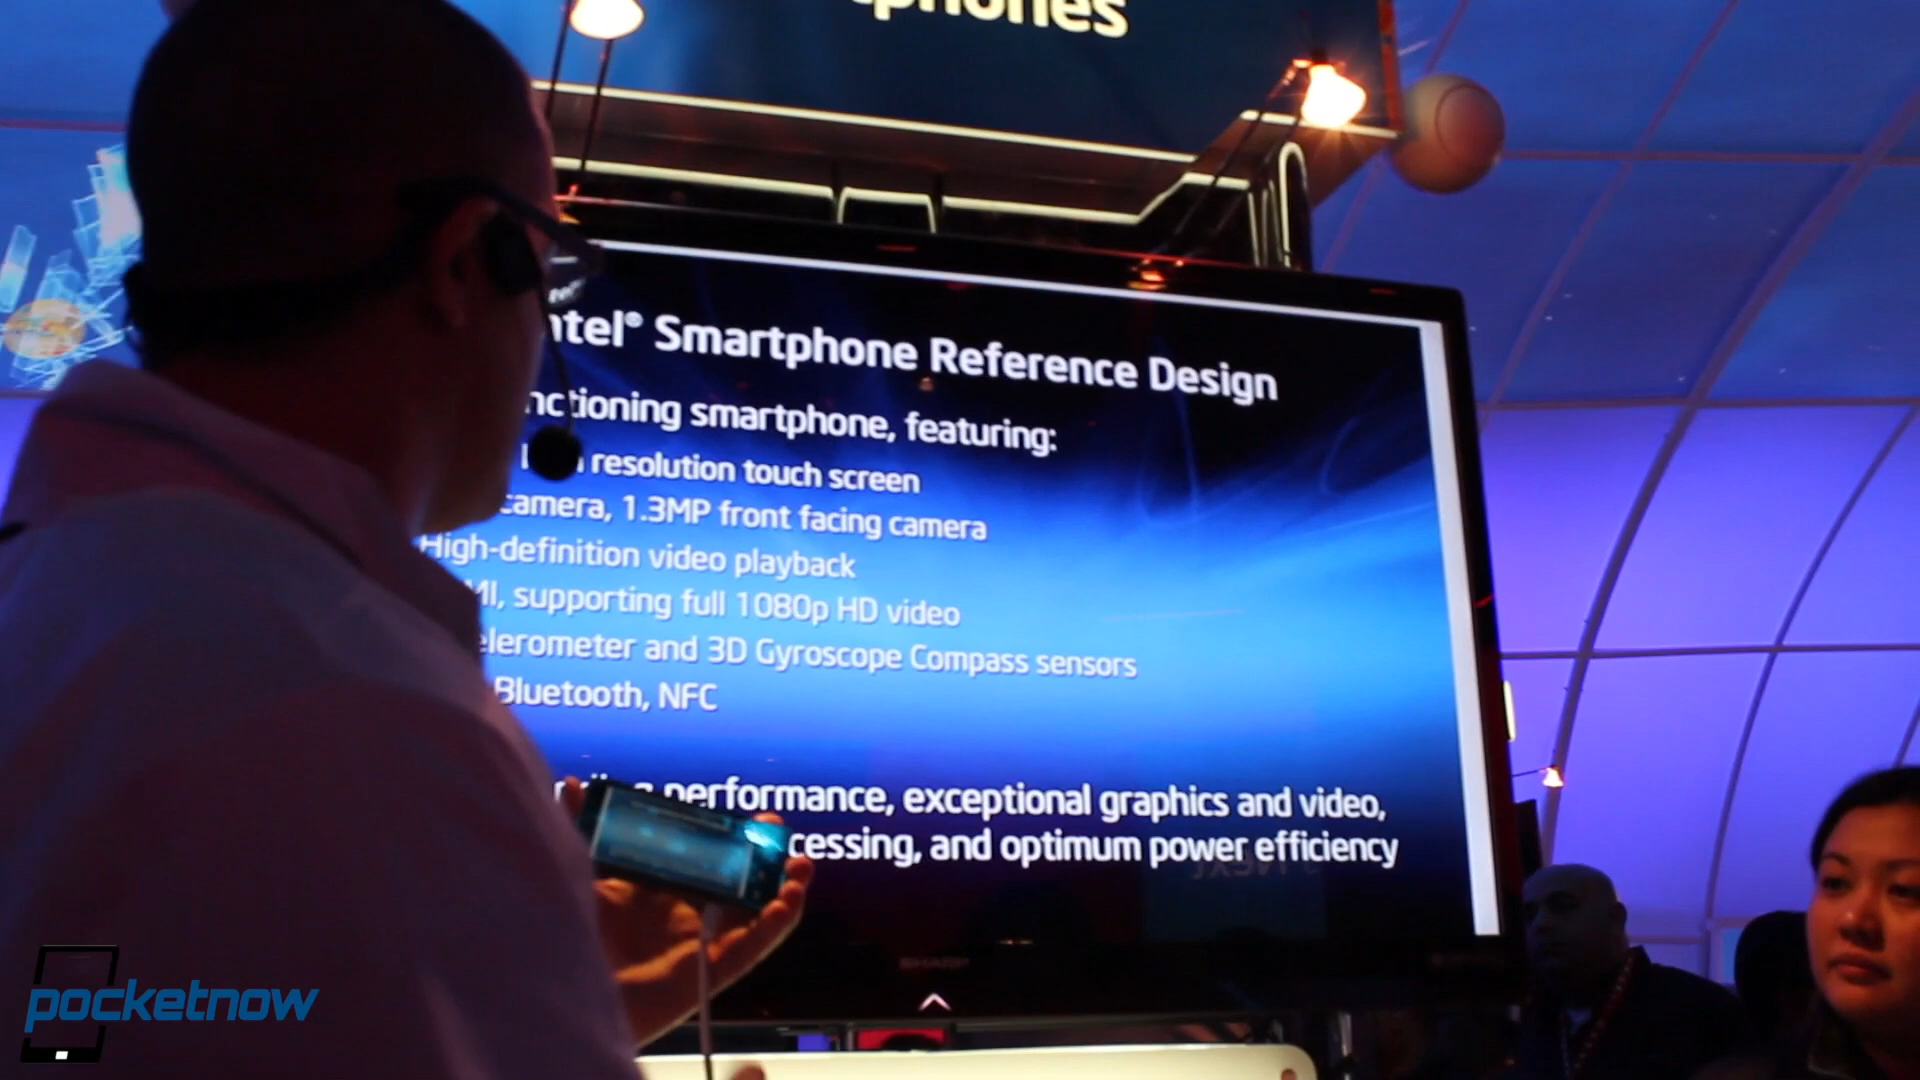 Intel® Smartphone Reference Design
nctioning smartphone, featuring:
resolution touch screen
camera, 1.3MP front facing camera
High-definition video playback
MI, supporting full 1080p HD video
elerometer and 3D Gyroscope Compass sensors
Bluetooth, NFC
performance, exceptional graphics and video,
cessing, and optimum power efficiency
SHARP
pocketnow